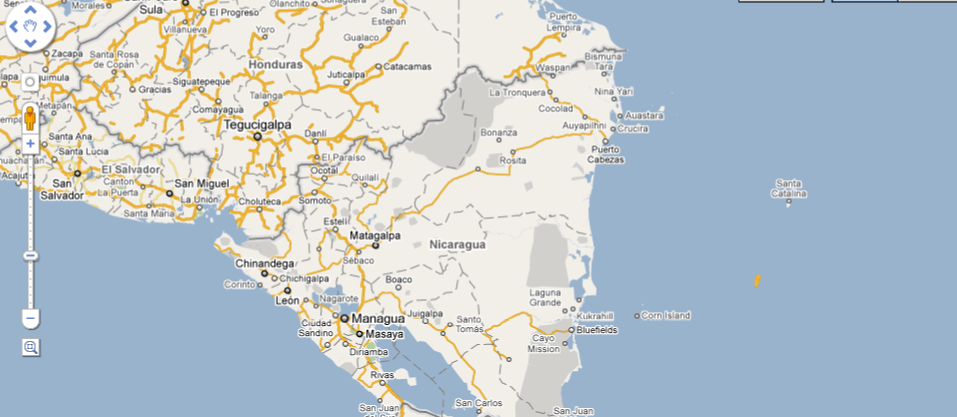 Morales
Sula
El Progreso
Olanchito
San
Esteban
Villanueva
Yoro
Gualaco
Puerto
Lempira
Zacapa
Santa Rosa
de Copán
Honduras
Catacamas
Juticalpa
Bismuna
Tara
Waspan
Gracias
Siguatepeque
Talanga
Comayagua
La Tronquera
Nina Yari
Metapán
Cocolad
Auastara
Tegucigalpa
Auyapihni
Crucira
Santa Ana
Danlí
Bonanza
Santa Lucia
El Paraíso
Rosita
Puerto
Cabezas
El Salvador
Ocotal
Canton
San
Salvador
La Puerta
San Miguel
Quilalí
Santa
Catalina
La Unión
Choluteca
Somoto
Santa María
Estelí
Matagalpa
Nicaragua
Sébaco
Chinandega
Chichigalpa
Boaco
Corinto
León
Nagarote
Laguna
Grande
Juigalpa
Managua
Santo
Tomás
Kukrahill
Corn Island
Ciudad
Sandino
Masaya
Bluefields
Diriamba
Cayo
Mission
Rivas
San Juan
San Carlos
San Juan